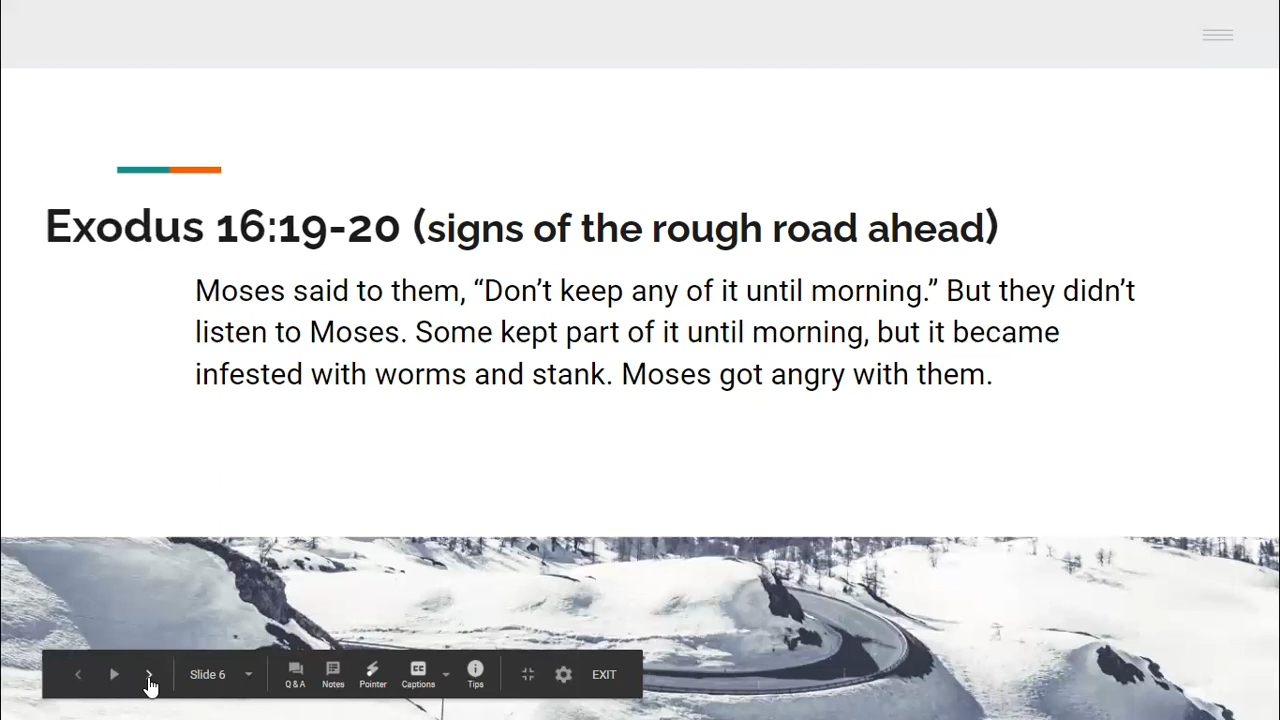 Exodus 16:19-20 (signs of the rough road ahead)
Moses said to them, “Don’t keep any of it until morning.” But they didn’t
listen to Moses. Some kept part of it until morning, but it became
infested with worms and stank. Moses got angry with them.
Slide 6
Q & A
Notes
Pointer
CC
Captions
Tips
EXIT